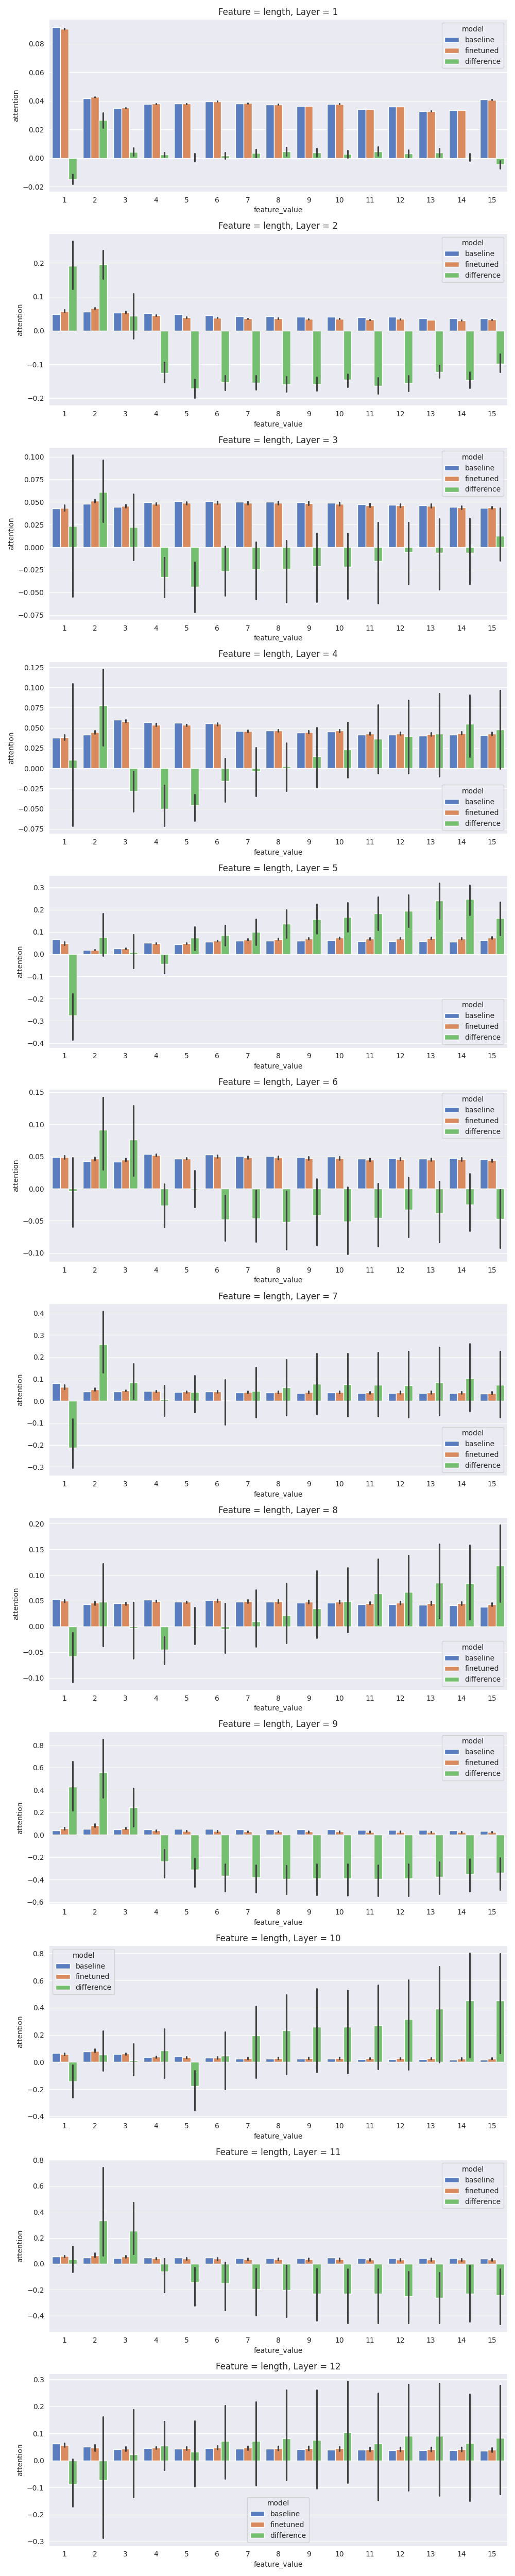 Feature = length, Layer = 1
model
baseline
finetuned
difference
attention
0.08
0.06
0.04
0.02
0.00
−0.02
1 2 3 4 5 6 7 8 9 10 11 12 13 14 15
feature_value
Feature = length, Layer = 2
model
baseline
finetuned
difference
attention
0.2
0.1
0.0
−0.1
−0.2
1 2 3 4 5 6 7 8 9 10 11 12 13 14 15
feature_value
Feature = length, Layer = 3
model
baseline
finetuned
difference
attention
0.100
0.075
0.050
0.025
0.000
−0.025
−0.050
−0.075
1 2 3 4 5 6 7 8 9 10 11 12 13 14 15
feature_value
Feature = length, Layer = 4
attention
0.125
0.100
0.075
0.050
0.025
0.000
−0.025
−0.050
−0.075
model
baseline
finetuned
difference
1 2 3 4 5 6 7 8 9 10 11 12 13 14 15
feature_value
Feature = length, Layer = 5
attention
0.3
0.2
0.1
0.0
−0.1
−0.2
−0.3
−0.4
model
baseline
finetuned
difference
1 2 3 4 5 6 7 8 9 10 11 12 13 14 15
feature_value
Feature = length, Layer = 6
model
baseline
finetuned
difference
attention
0.15
0.10
0.05
0.00
−0.05
−0.10
1 2 3 4 5 6 7 8 9 10 11 12 13 14 15
feature_value
Feature = length, Layer = 7
attention
0.4
0.3
0.2
0.1
0.0
−0.1
−0.2
−0.3
model
baseline
finetuned
difference
1 2 3 4 5 6 7 8 9 10 11 12 13 14 15
feature_value
Feature = length, Layer = 8
attention
0.20
0.15
0.10
0.05
0.00
−0.05
−0.10
model
baseline
finetuned
difference
1 2 3 4 5 6 7 8 9 10 11 12 13 14 15
feature_value
Feature = length, Layer = 9
model
baseline
finetuned
difference
attention
0.8
0.6
0.4
0.2
0.0
−0.2
−0.4
−0.6
1 2 3 4 5 6 7 8 9 10 11 12 13 14 15
feature_value
Feature = length, Layer = 10
model
baseline
finetuned
difference
attention
0.8
0.6
0.4
0.2
0.0
−0.2
−0.4
1 2 3 4 5 6 7 8 9 10 11 12 13 14 15
feature_value
Feature = length, Layer = 11
model
baseline
finetuned
difference
attention
0.8
0.6
0.4
0.2
0.0
−0.2
−0.4
1 2 3 4 5 6 7 8 9 10 11 12 13 14 15
feature_value
Feature = length, Layer = 12
attention
0.3
0.2
0.1
0.0
−0.1
−0.2
−0.3
model
baseline
finetuned
difference
1 2 3 4 5 6 7 8 9 10 11 12 13 14 15
feature_value